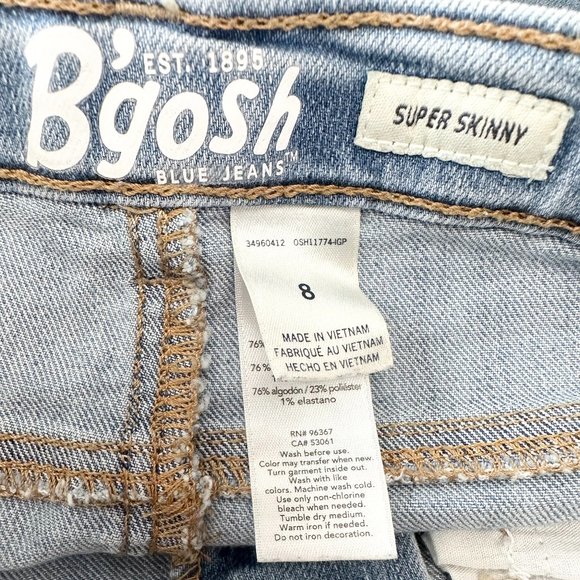 EST. 1895
B'gosh
BLUE JEANS™
SUPER SKINNY
34960412 OSH11774-IGP
8
MADE IN VIETNAM
FABRIQUÉ AU VIETNAM
HECHO EN VIETNAM
76%
76%
76% algodón / 23% poliéster
1% elastano
RN# 96367
CA# 53061
Wash before use.
Color may transfer when new.
Turn garment inside out.
Wash with like
colors. Machine wash cold.
Use only non-chlorine
bleach when needed.
Tumble dry medium.
Warm iron if needed.
Do not iron decoration.